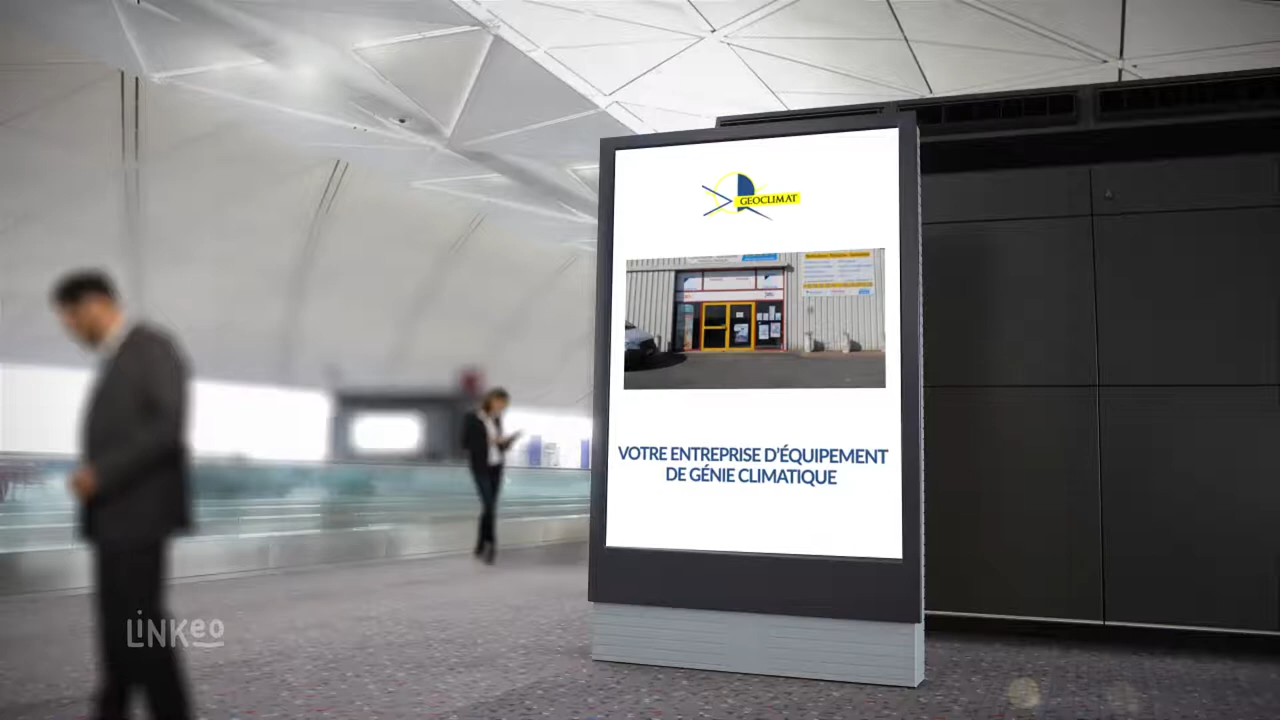 GEOCLIMAT
VOTRE ENTREPRISE D'ÉQUIPEMENT
DE GÉNIE CLIMATIQUE
LiNKeo